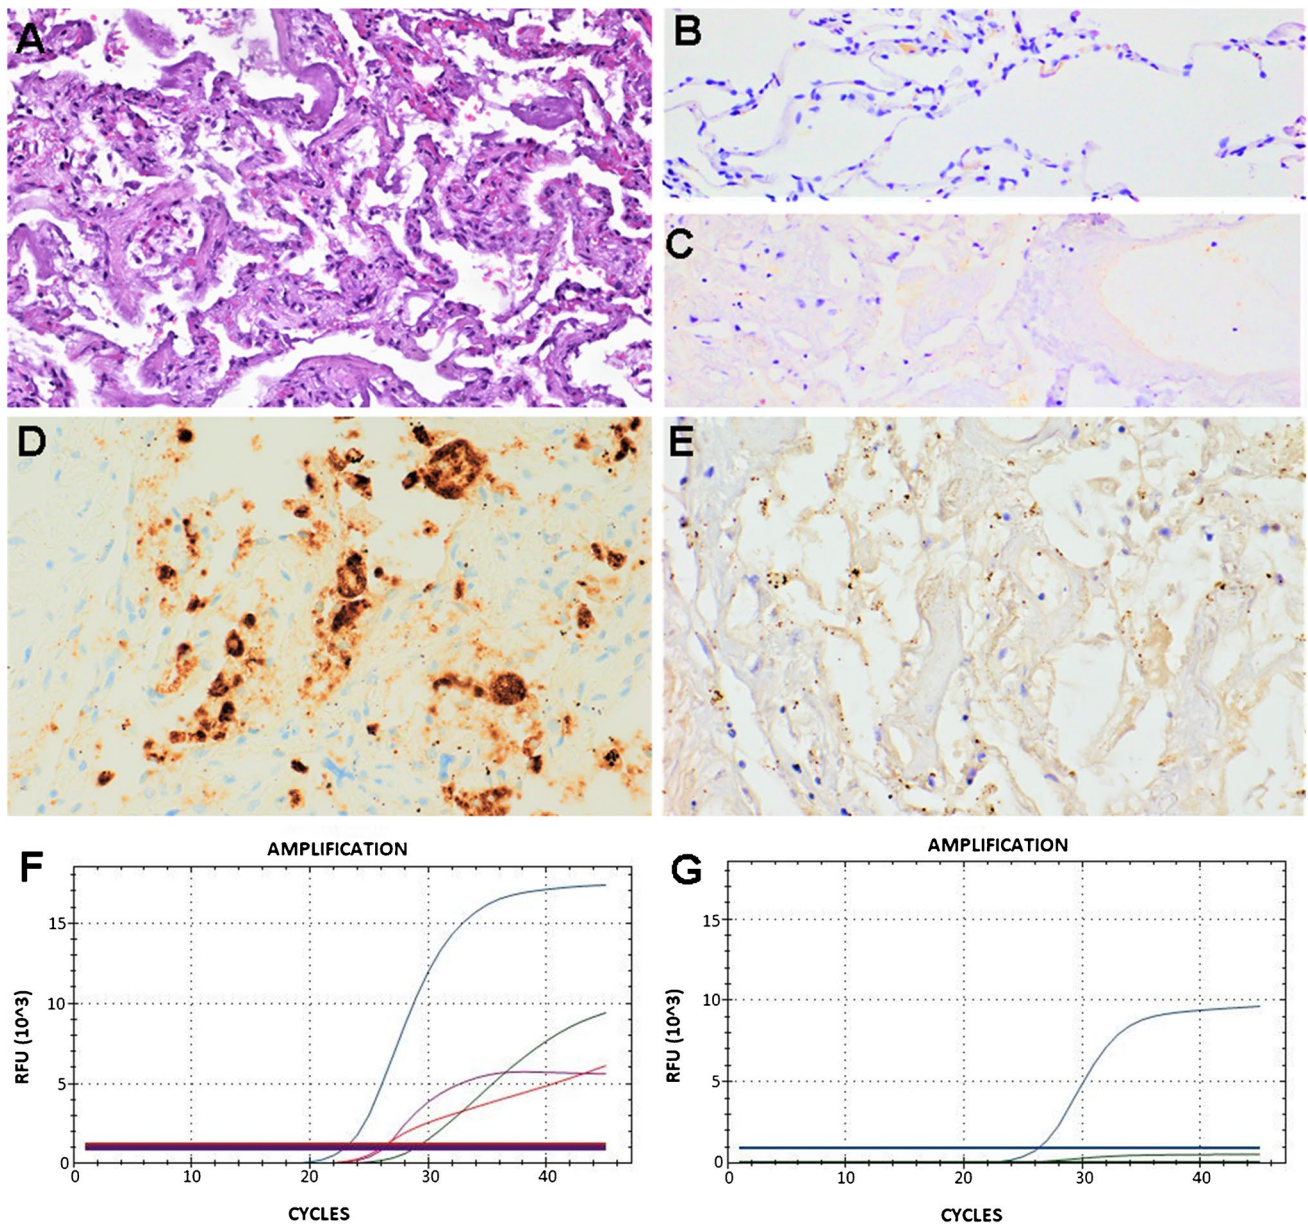 A
B
C
D
E
F
AMPLIFICATION
RFU (10^3)
15
10
5
0
0
10
20
30
40
CYCLES
G
AMPLIFICATION
RFU (10^3)
15
10
5
0
0
10
20
30
40
CYCLES